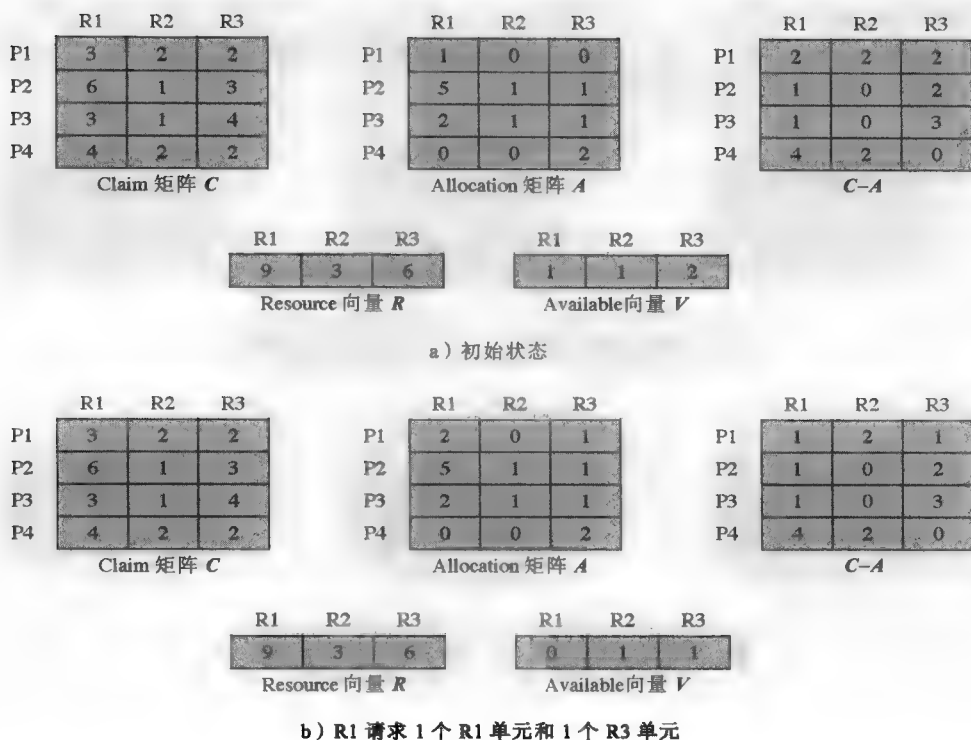 R1 R2 R3 R1 R2 R3 R1 R2 R3
P1 3 2 2 P1 1 0 0 P1 2 2 2
P2 6 1 3 P2 5 1 1 P2 1 0 2
P3 3 1 4 P3 2 1 1 P3 1 0 3
P4 4 2 2 P4 0 0 2 P4 4 2 0
Claim 矩阵 C Allocation 矩阵 A C-A
R1 R2 R3 R1 R2 R3
9 3 6 1 1 2
Resource 向量 R Available向量 V
a）初始状态
R1 R2 R3 R1 R2 R3 R1 R2 R3
P1 3 2 2 P1 2 0 1 P1 1 2 1
P2 6 1 3 P2 5 1 1 P2 1 0 2
P3 3 1 4 P3 2 1 1 P3 1 0 3
P4 4 2 2 P4 0 0 2 P4 4 2 0
Claim 矩阵 C Allocation 矩阵 A C-A
R1 R2 R3 R1 R2 R3
9 3 6 0 1 1
Resource 向量 R Available向量 V
b）R1 请求 1 个 R1 单元和 1 个 R3 单元